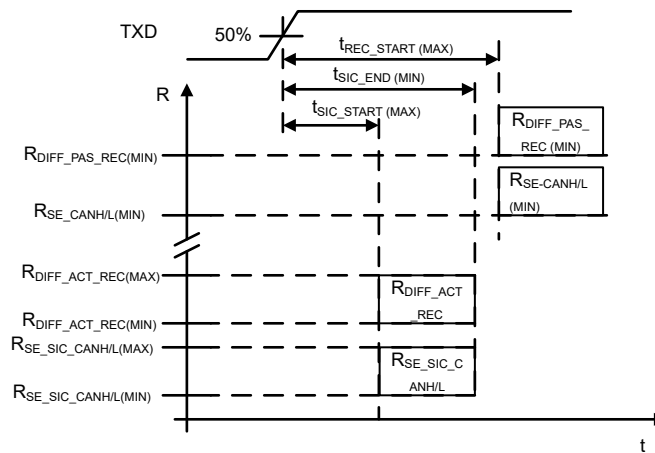 TXD
50%
tREC_START (MAX)
tSIC_END (MIN)
tSIC_START (MAX)
R
RDIFF_PAS_
REC (MIN)
RDIFF_PAS_REC(MIN)
RSE-CANH/L
(MIN)
RSE_CANH/L(MIN)
RDIFF_ACT_REC(MAX)
RDIFF_ACT
_REC
RDIFF_ACT_REC(MIN)
RSE_SIC_CANH/L(MAX)
RSE_SIC_C
ANH/L
RSE_SIC_CANH/L(MIN)
t